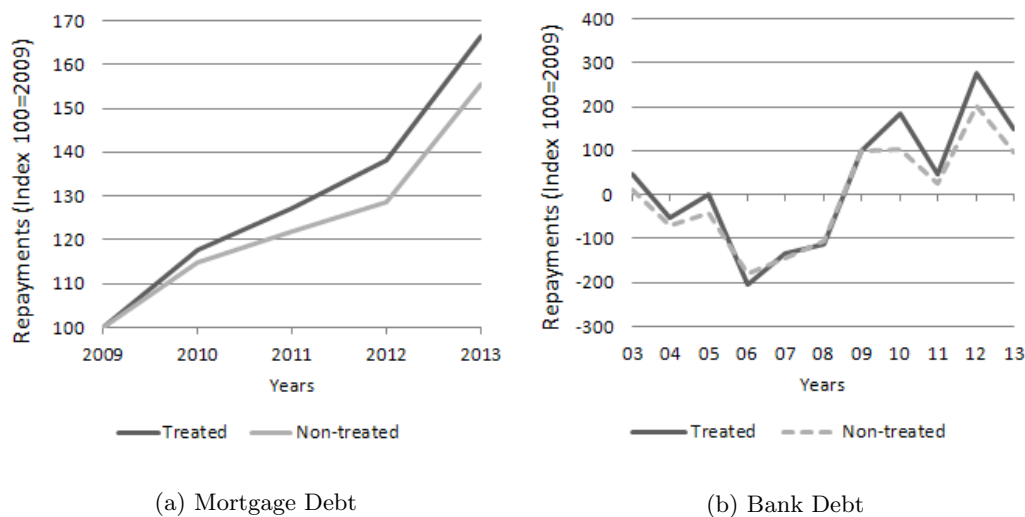 Repayments (Index 100=2009)
170
160
150
140
130
120
110
100
2009 2010 2011 2012 2013
Years
Treated Non-treated
(a) Mortgage Debt
Repayments (Index 100=2009)
400
300
200
100
0
-100
-200
-300
03 04 05 06 07 08 09 10 11 12 13
Years
Treated Non-treated
(b) Bank Debt